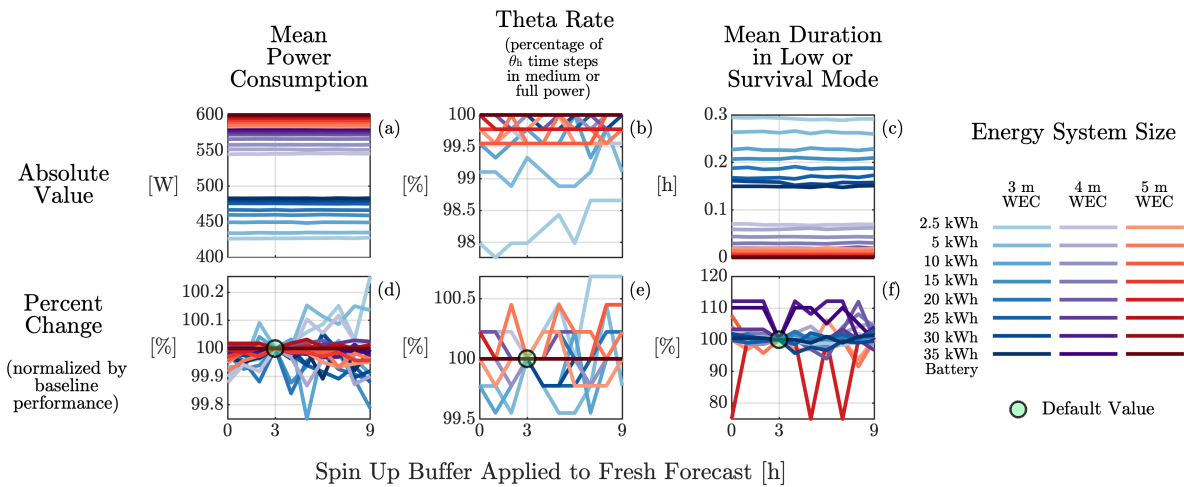 Mean
Power
Consumption
Theta Rate
(percentage of
θh time steps
in medium or
full power)
Mean Duration
in Low or
Survival Mode
Absolute
Value
[W]
600
550
500
450
400
(a)
[%]
100
99.5
99
98.5
98
(b)
[h]
0.3
0.2
0.1
0
(c)
Percent
Change
(normalized by
baseline
performance)
[%]
100.2
100.1
100
99.9
99.8
0
3
9
(d)
[%]
100.5
100
99.5
0
3
9
(e)
[%]
120
110
100
90
80
0
3
9
(f)
Spin Up Buffer Applied to Fresh Forecast [h]
Energy System Size
3 m
WEC
4 m
WEC
5 m
WEC
2.5 kWh
5 kWh
10 kWh
15 kWh
20 kWh
25 kWh
30 kWh
35 kWh
Battery
Default Value